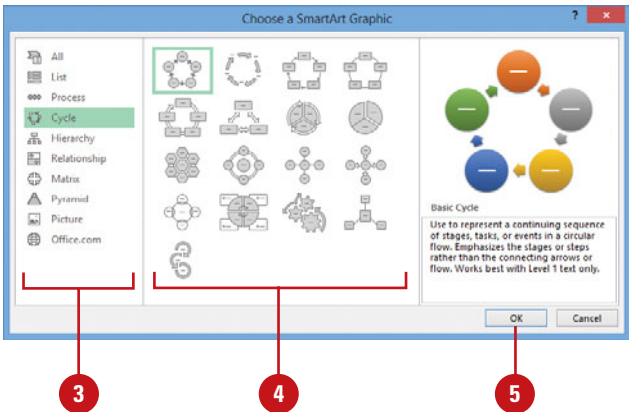 Choose a SmartArt Graphic
?
All
List
Process
Cycle
Hierarchy
Relationship
Matrix
Pyramid
Picture
Office.com
Basic Cycle
Use to represent a continuing sequence
of stages, tasks, or events in a circular
flow. Emphasizes the stages or steps
rather than the connecting arrows or
flow. Works best with Level 1 text only.
OK
Cancel
3
4
5